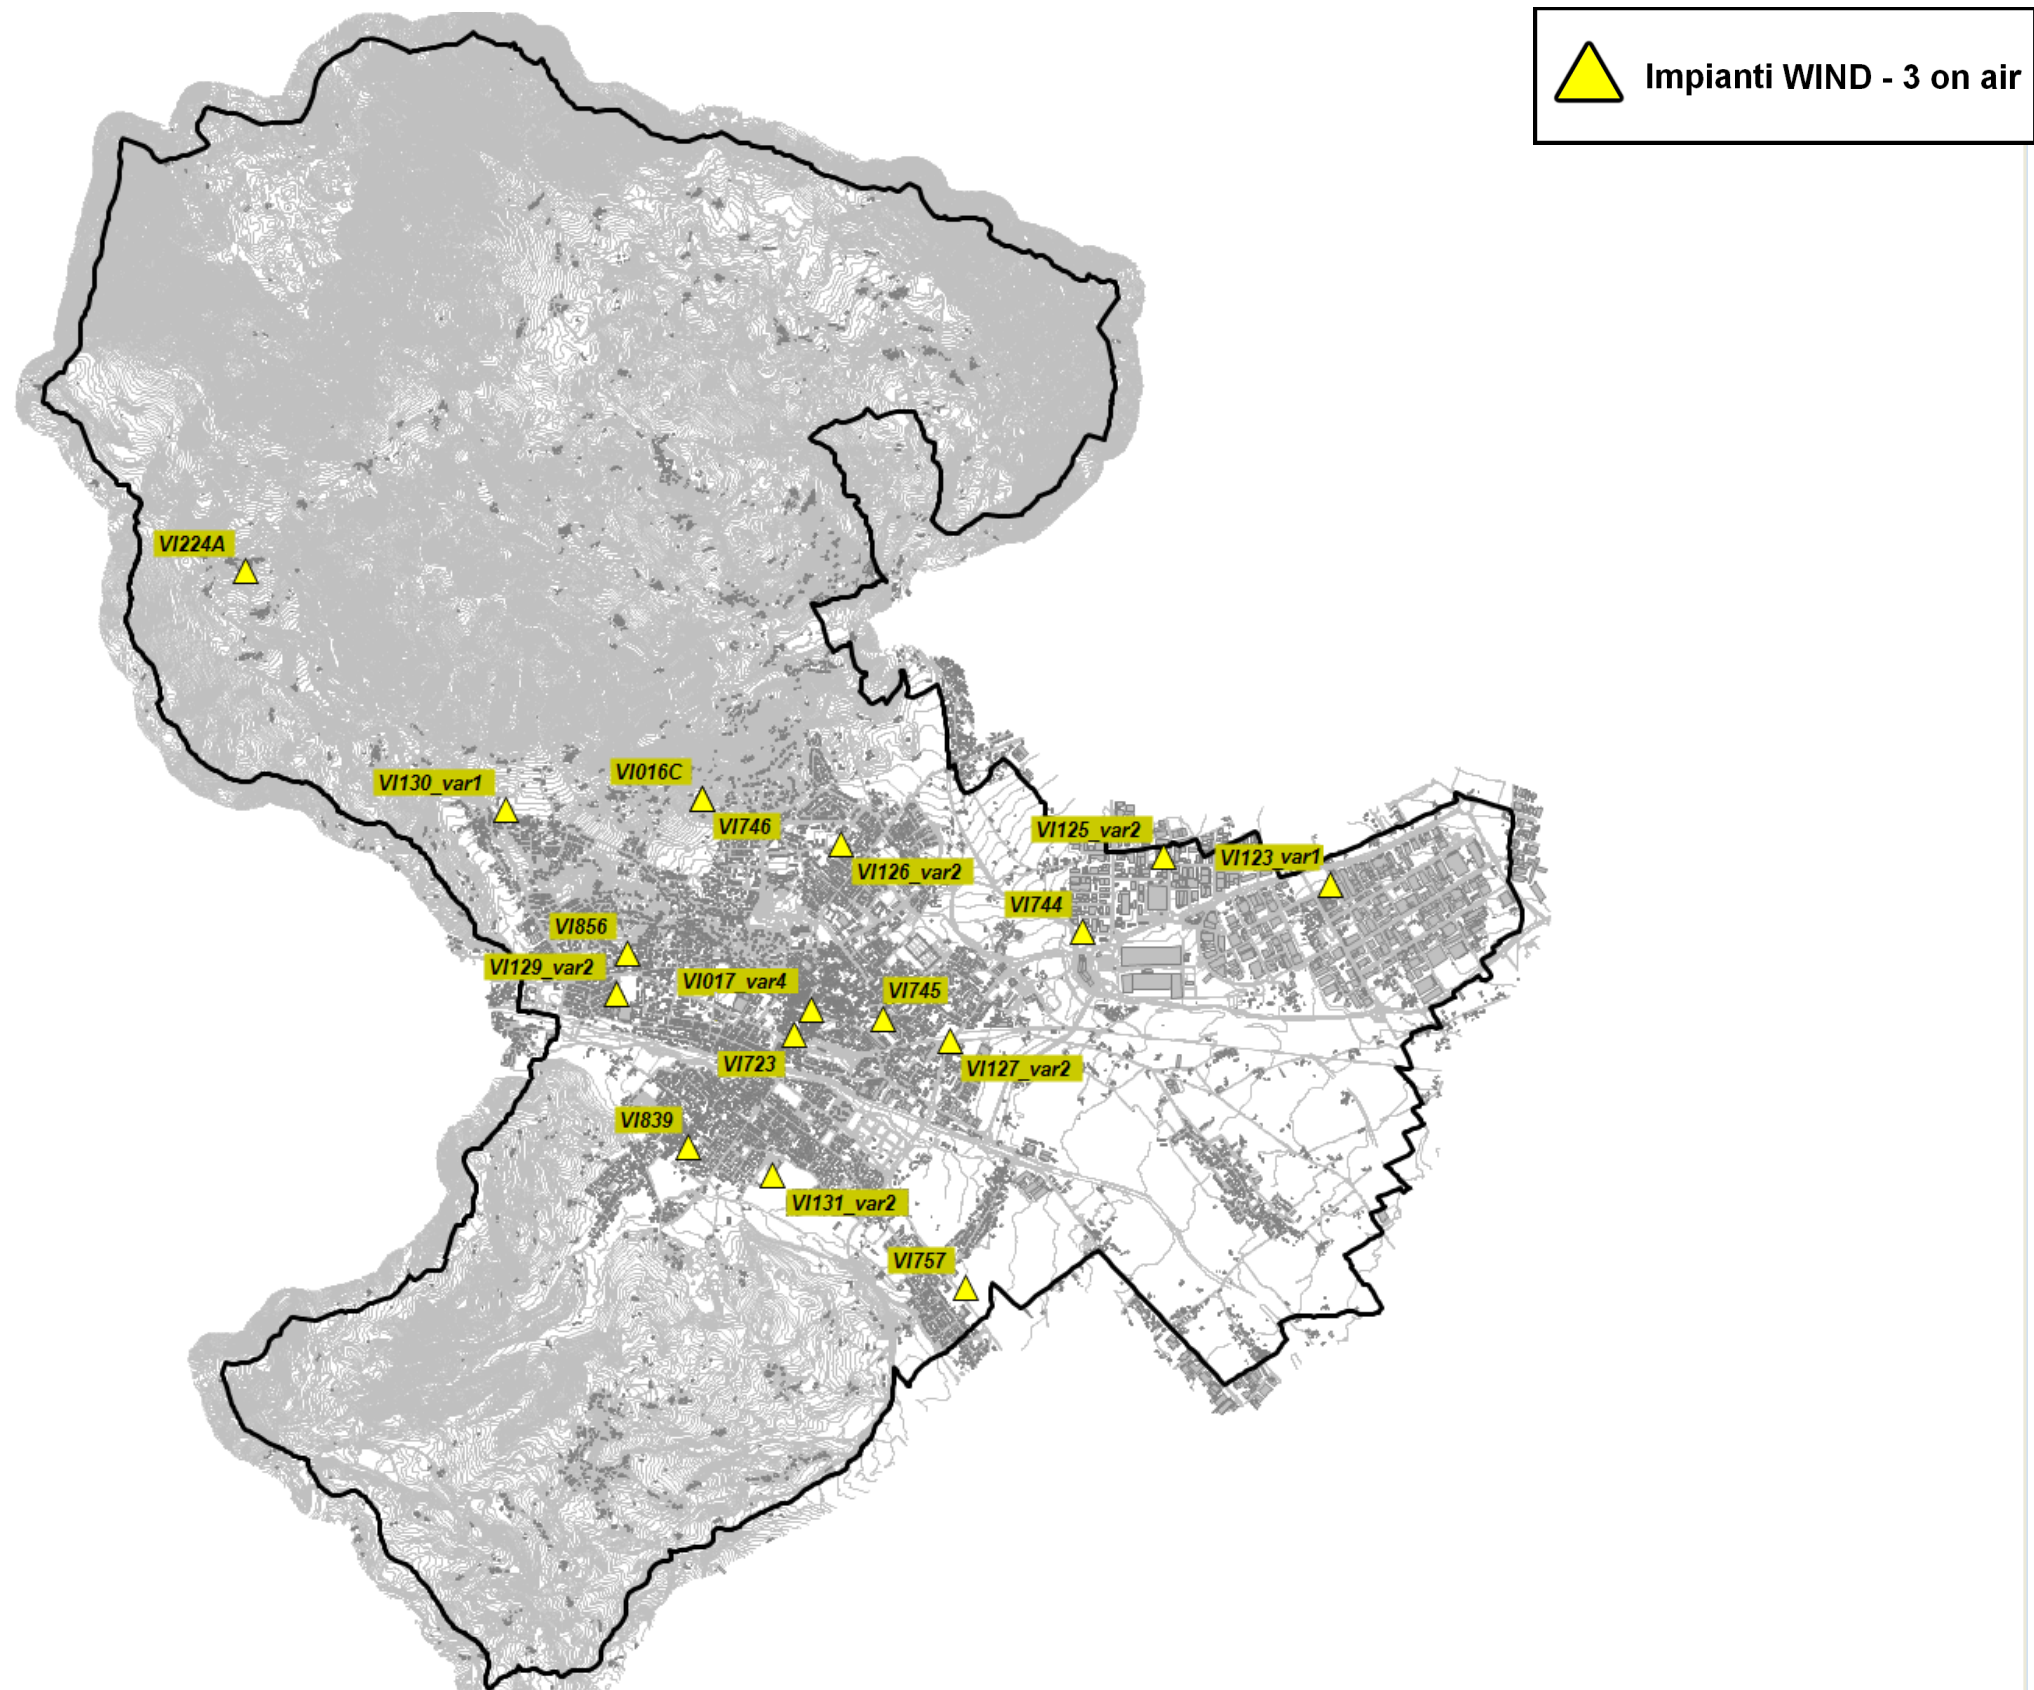 Impianti WIND - 3 on air
VI224A
VI016C
VI130_var1
VI746
VI125_var2
VI123_var1
VI126_var2
VI744
VI856
VI129_var2
VI017_var4
VI745
VI723
VI127_var2
VI839
VI131_var2
VI757